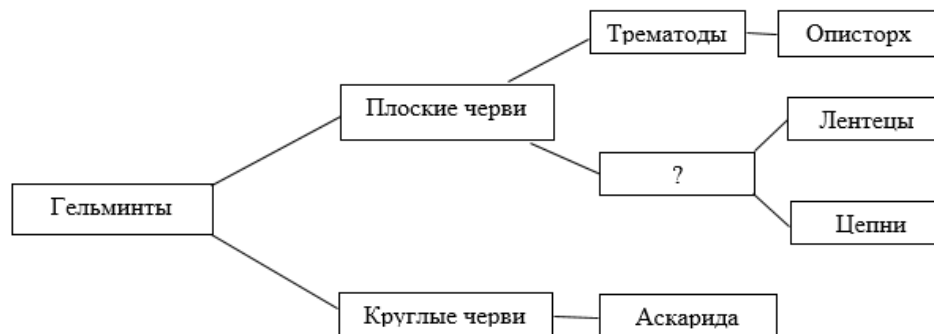 Трематоды
Описторх
Плоские черви
Лентецы
?
Гельминты
Цепни
Круглые черви
Аскарида